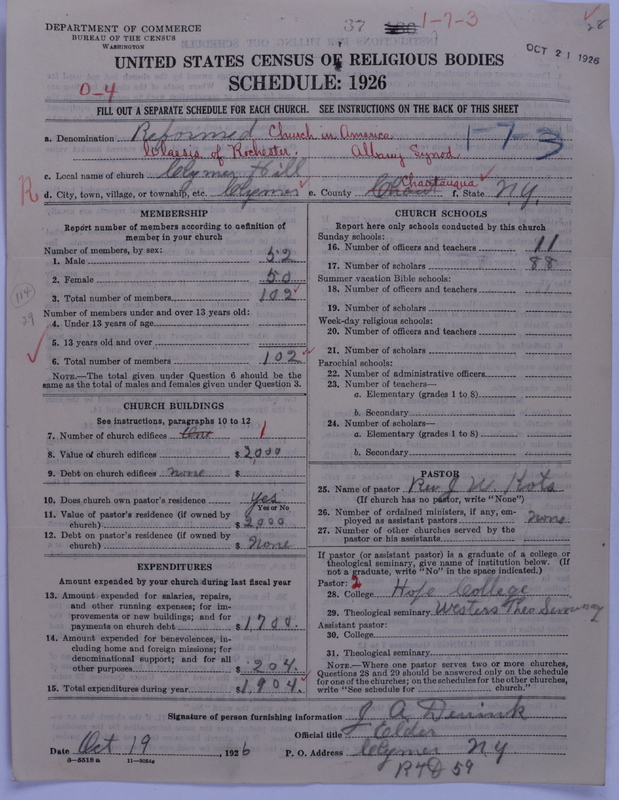 DEPARTMENT OF COMMERCE
BUREAU OF THE CENSUS
WASHINGTON
37 1-7-3
28
OCT 21 1926
UNITED STATES CENSUS OF RELIGIOUS BODIES
SCHEDULE: 1926
0-4
FILL OUT A SEPARATE SCHEDULE FOR EACH CHURCH. SEE INSTRUCTIONS ON THE BACK OF THIS SHEET
a. Denomination Reformed Church in America 1-7-3
Classis of Rochester. Albany Synod
c. Local name of church Clymer Hill
R d. City, town, village, or township, etc. Clymer e. County Chaut Chautauqua f. State N.Y.
MEMBERSHIP
Report number of members according to definition of
member in your church
Number of members, by sex:
1. Male 52
2. Female 50
3. Total number of members 102
114
29
Number of members under and over 13 years old:
4. Under 13 years of age
5. 13 years old and over
6. Total number of members 102
NOTE.—The total given under Question 6 should be the
same as the total of males and females given under Question 3.
CHURCH BUILDINGS
See instructions, paragraphs 10 to 12
7. Number of church edifices One 1
8. Value of church edifices $ 2000
9. Debt on church edifices none $
10. Does church own pastor's residence yes
Yes or No
11. Value of pastor's residence (if owned by
church) $ 2000
12. Debt on pastor's residence (if owned by
church) $ None
EXPENDITURES
Amount expended by your church during last fiscal year
13. Amount expended for salaries, repairs,
and other running expenses; for im-
provements or new buildings; and for
payments on church debt $ 1700.
14. Amount expended for benevolences, in-
cluding home and foreign missions; for
denominational support; and for all
other purposes $ 204.
15. Total expenditures during year $ 1904.
CHURCH SCHOOLS
Report here only schools conducted by this church
Sunday schools:
16. Number of officers and teachers 11
17. Number of scholars 88
Summer vacation Bible schools:
18. Number of officers and teachers
19. Number of scholars
Week-day religious schools:
20. Number of officers and teachers
21. Number of scholars
Parochial schools:
22. Number of administrative officers
23. Number of teachers—
a. Elementary (grades 1 to 8)
b. Secondary
24. Number of scholars—
a. Elementary (grades 1 to 8)
b. Secondary
PASTOR
25. Name of pastor Rev. J. W. Kots
(If church has no pastor, write "None")
26. Number of ordained ministers, if any, em-
ployed as assistant pastors None
27. Number of other churches served by the
pastor or his assistants
If pastor (or assistant pastor) is a graduate of a college or
theological seminary, give name of institution below. (If
not a graduate, write "No" in the space indicated.)
Pastor: 2
28. College Hope College
29. Theological seminary Western Theo Seminary
Assistant pastor:
30. College
31. Theological seminary
NOTE.—Where one pastor serves two or more churches,
Questions 28 and 29 should be answered only on the schedule
for one of the churches; on the schedules for the other churches,
write "See schedule for church."
Signature of person furnishing information J A Denink
Official title Elder
Date Oct 19, 1926 P. O. Address Clymer N Y
8-5518a 11-9064a RFD 59